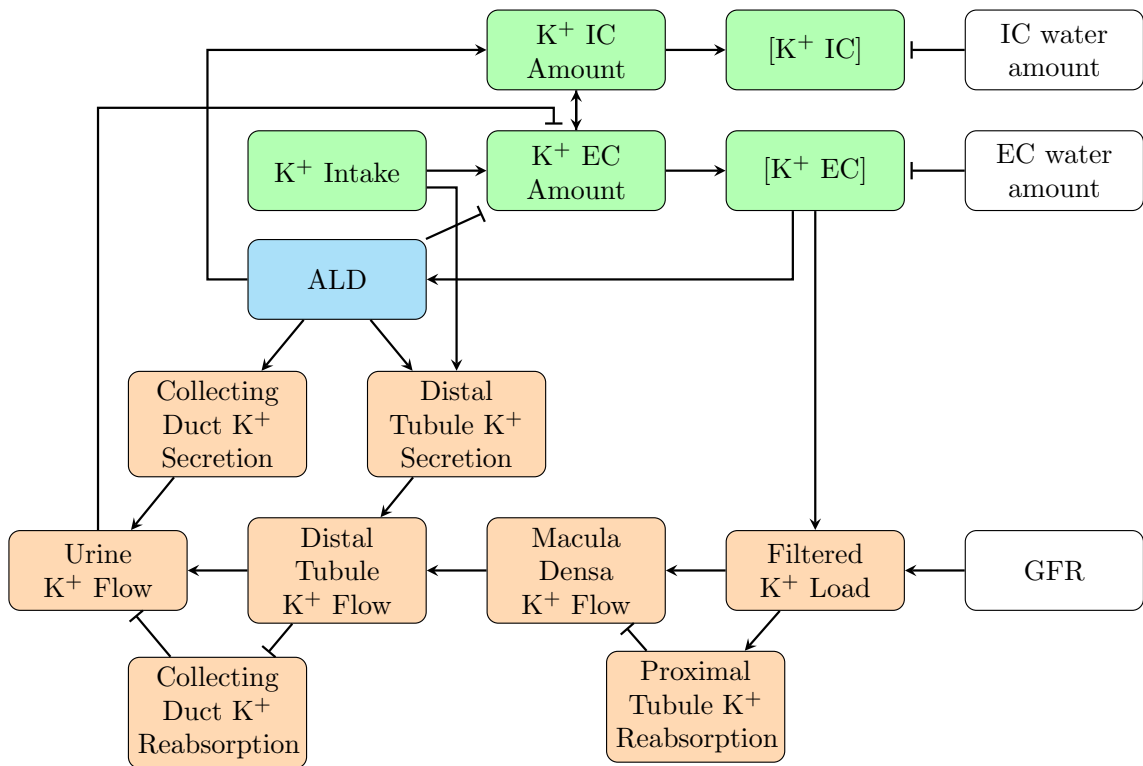 K⁺ IC
Amount
[K⁺ IC]
IC water
amount
K⁺ Intake
K⁺ EC
Amount
[K⁺ EC]
EC water
amount
ALD
Collecting
Duct K⁺
Secretion
Distal
Tubule K⁺
Secretion
Urine
K⁺ Flow
Distal
Tubule
K⁺ Flow
Macula
Densa
K⁺ Flow
Filtered
K⁺ Load
GFR
Collecting
Duct K⁺
Reabsorption
Proximal
Tubule K⁺
Reabsorption